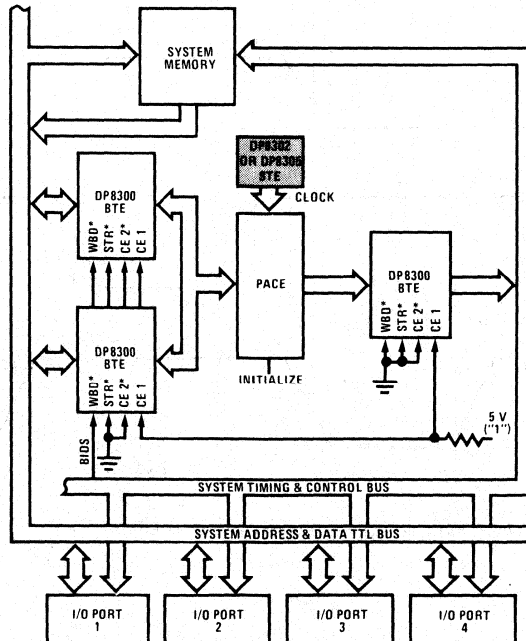 SYSTEM
MEMORY
DP8302
OR DP8305
STE
CLOCK
DP8300
BTE
WBD*
STR*
CE 2*
CE 1
PACE
INITIALIZE
DP8300
BTE
WBD*
STR*
CE 2*
CE 1
DP8300
BTE
WBD*
STR*
CE 2*
CE 1
BIDS
5 V
("1")
SYSTEM TIMING & CONTROL BUS
SYSTEM ADDRESS & DATA TTL BUS
I/O PORT
1
I/O PORT
2
I/O PORT
3
I/O PORT
4